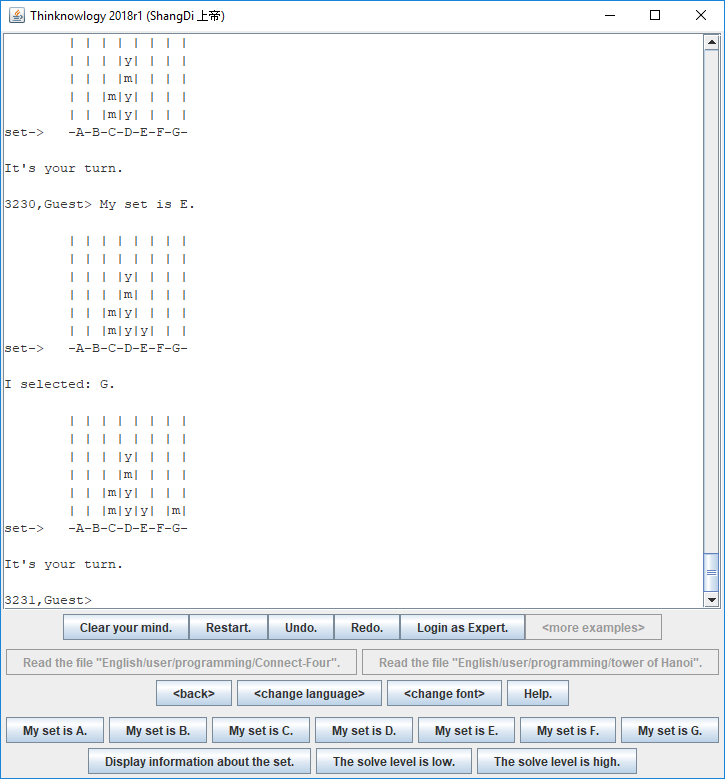 Thinknowlogy 2018r1 (ShangDi 上帝)
| | | | | | | |
| | | |y| | | |
| | | |m| | | |
| | |m|y| | | |
| | |m|y| | | |
set-> -A-B-C-D-E-F-G-
It's your turn.
3230,Guest> My set is E.
| | | | | | | |
| | | | | | | |
| | | |y| | | |
| | | |m| | | |
| | |m|y| | | |
| | |m|y|y| | |
set-> -A-B-C-D-E-F-G-
I selected: G.
| | | | | | | |
| | | | | | | |
| | | |y| | | |
| | | |m| | | |
| | |m|y| | | |
| | |m|y|y| |m|
set-> -A-B-C-D-E-F-G-
It's your turn.
3231,Guest>
Clear your mind. Restart. Undo. Redo. Login as Expert. <more examples>
Read the file "English/user/programming/Connect-Four". Read the file "English/user/programming/tower of Hanoi".
<back> <change language> <change font> Help.
My set is A. My set is B. My set is C. My set is D. My set is E. My set is F. My set is G.
Display information about the set. The solve level is low. The solve level is high.